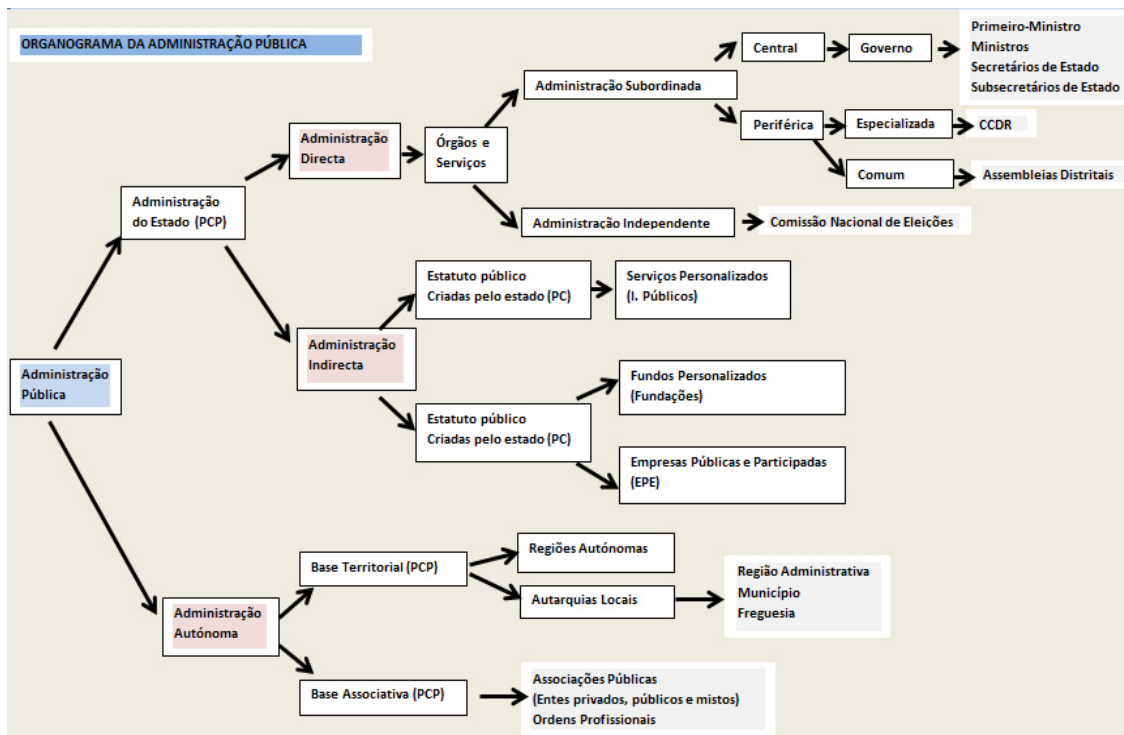 ORGANOGRAMA DA ADMINISTRAÇÃO PÚBLICA
Administração
Pública
Administração
do Estado (PCP)
Administração
Directa
Órgãos e
Serviços
Administração Subordinada
Central
Governo
Primeiro-Ministro
Ministros
Secretários de Estado
Subsecretários de Estado
Periférica
Especializada
CCDR
Comum
Assembleias Distritais
Administração Independente
Comissão Nacional de Eleições
Administração
Indirecta
Estatuto público
Criadas pelo estado (PC)
Serviços Personalizados
(I. Públicos)
Estatuto público
Criadas pelo estado (PC)
Fundos Personalizados
(Fundações)
Empresas Públicas e Participadas
(EPE)
Administração
Autónoma
Base Territorial (PCP)
Regiões Autónomas
Autarquias Locais
Região Administrativa
Município
Freguesia
Base Associativa (PCP)
Associações Públicas
(Entes privados, públicos e mistos)
Ordens Profissionais